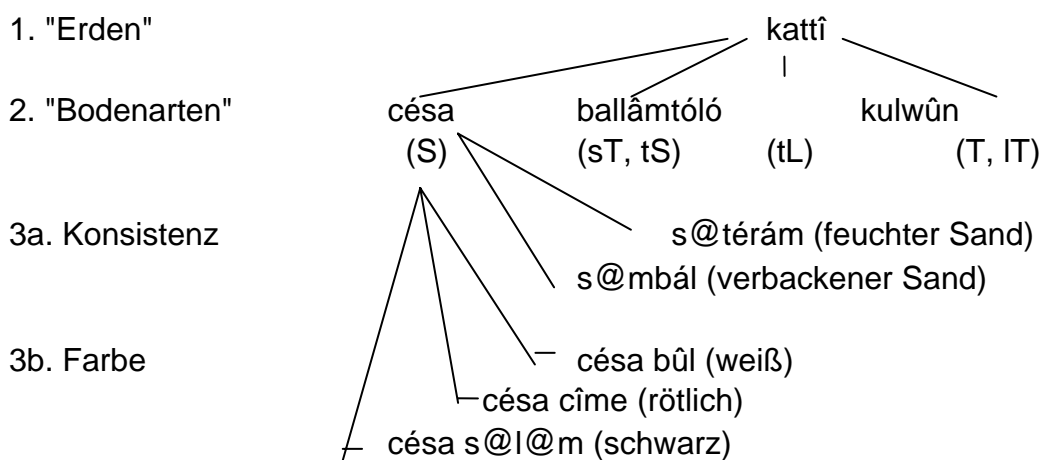 1. "Erden" kattî
2. "Bodenarten" césa ballâmtóló kulwûn
(S) (sT, tS) (tL) (T, lT)
3a. Konsistenz s@térám (feuchter Sand)
s@mbál (verbackener Sand)
3b. Farbe césa bûl (weiß)
césa cîme (rötlich)
césa s@l@m (schwarz)